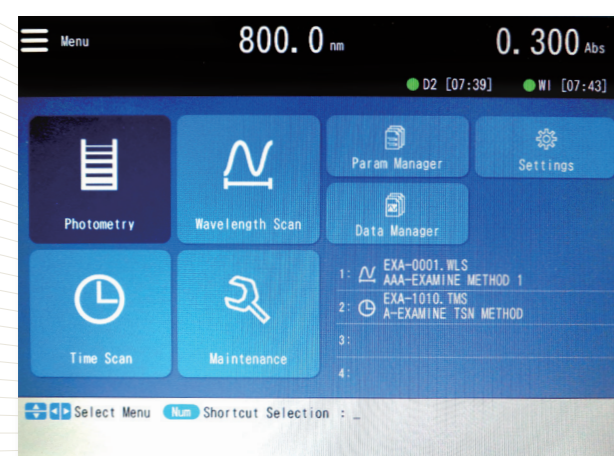 Menu 800.0 nm 0.300 Abs
D2 [07:39] WI [07:43]
Param Manager Settings
Photometry Wavelength Scan Data Manager
1: EXA-0001.WLS
AAA-EXAMINE METHOD 1
2: EXA-1010.TMS
A-EXAMINE TSN METHOD
3:
Time Scan Maintenance
4:
Select Menu Num Shortcut Selection : _